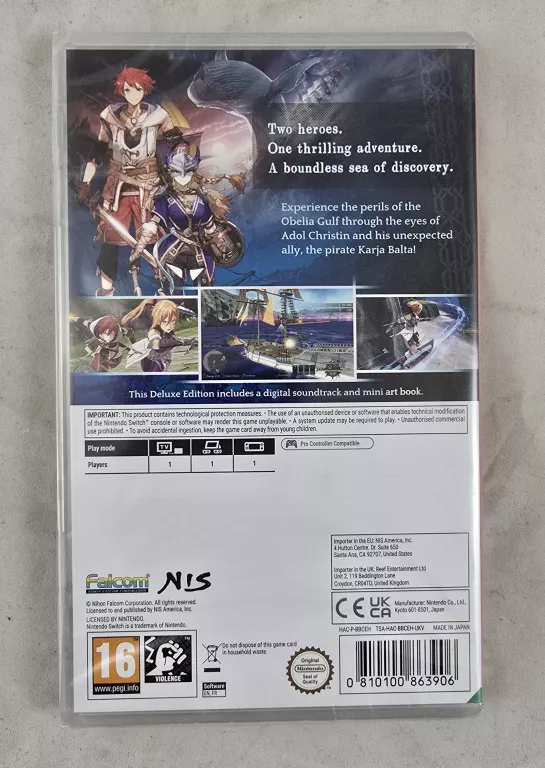 Two heroes.
One thrilling adventure.
A boundless sea of discovery.
Experience the perils of the
Obelia Gulf through the eyes of
Adol Christin and his unexpected
ally, the pirate Karja Balta!
This Deluxe Edition includes a digital soundtrack and mini art book.
IMPORTANT: This product contains technological protection measures. • The use of an unauthorised device or software that enables technical modification
of the Nintendo Switch™ console or software may render this game unplayable. • A system update may be required to play. • Unauthorised commercial
use prohibited. • To avoid accidental ingestion, keep the game card away from young children.
Play mode
TV
Pro Controller Compatible
Players
1
1
1
Importer in the EU: NIS America, Inc.
4 Hutton Centre. Dr. Suite 650
Santa Ana, CA 92707, United States
Importer in the UK: Reef Entertainment Ltd
Unit 2, 119 Beddington Lane
Croydon, CR04TD, United Kingdom
Falcom
NIS
© Nihon Falcom Corporation. All rights reserved.
Licensed to and published by NIS America, Inc.
LICENSED BY NINTENDO.
Nintendo Switch is a trademark of Nintendo.
CE
UK
CA
Manufacturer: Nintendo Co., Ltd.,
Kyoto 601-8501, Japan
HAC-P-BBCEH
TSA-HAC-BBCEH-UKV
MADE IN JAPAN
16
www.pegi.info
VIOLENCE
Do not dispose of this game card
in household waste.
Software
EN, FR
Original
Nintendo
Seal of
Quality
0 810100 863906